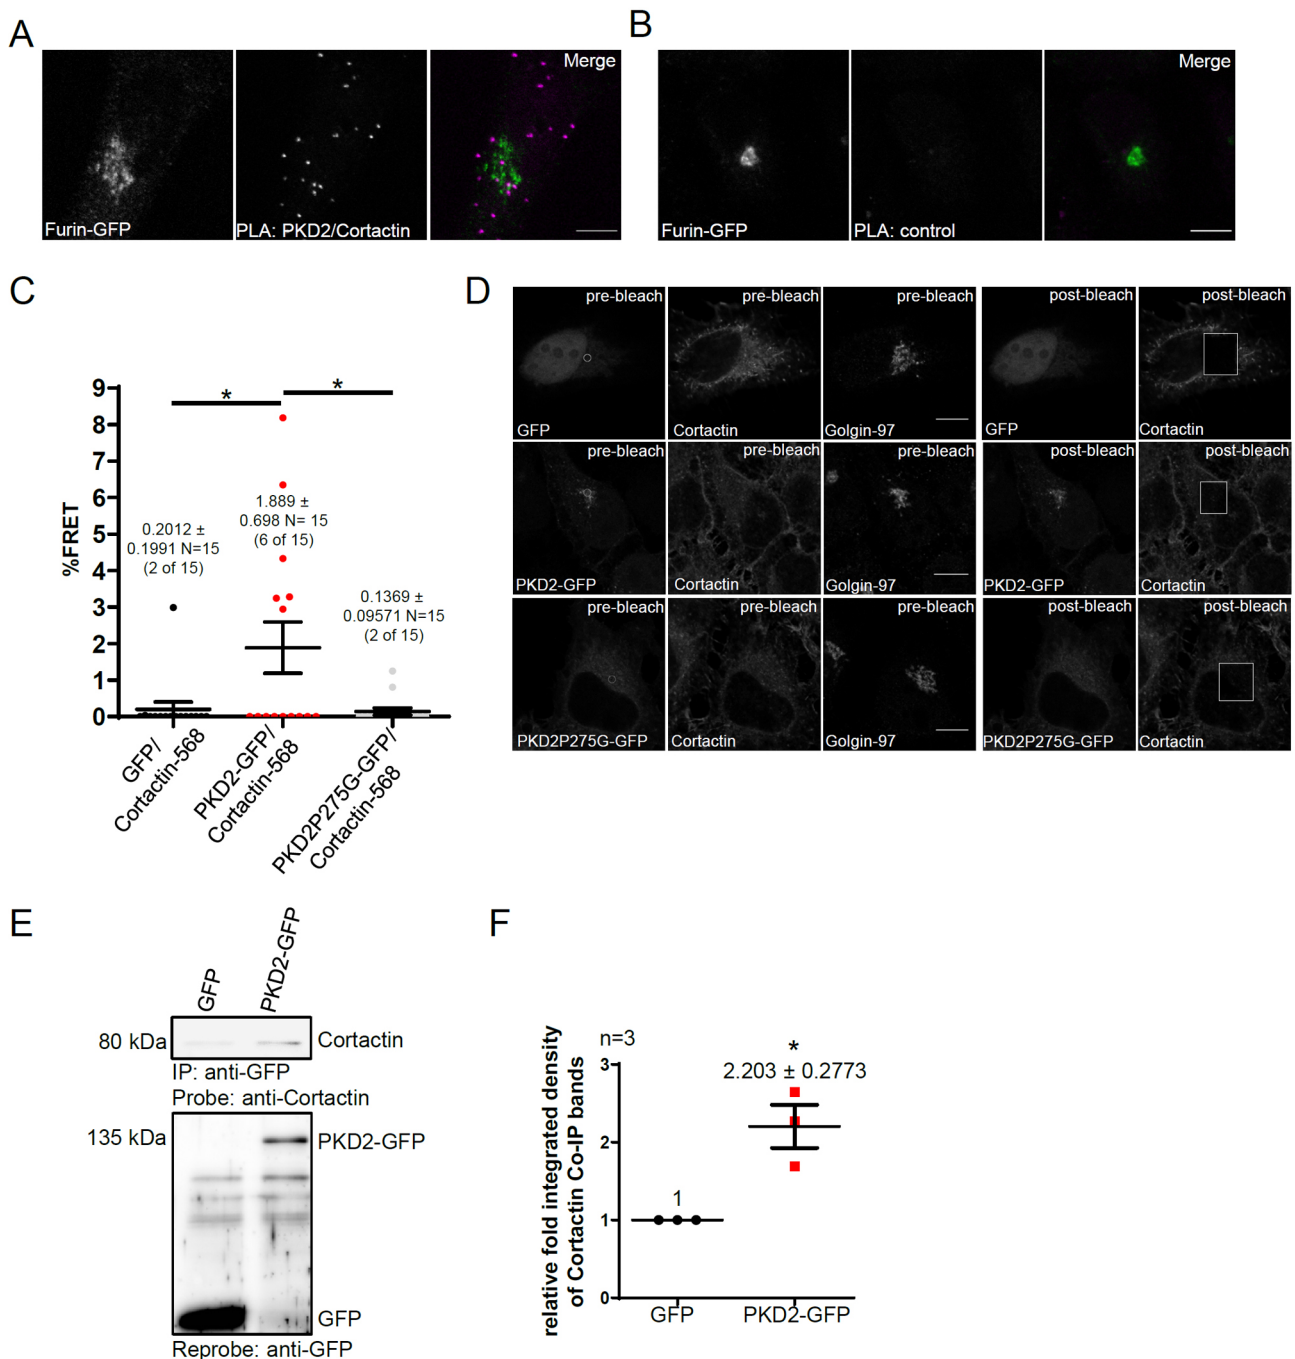 A
B
Merge
Furin-GFP
PLA: PKD2/Cortactin
Merge
Furin-GFP
PLA: control
C
%FRET
9
8
7
6
5
4
3
2
1
0
*
*
0.2012 ±
0.1991 N=15
(2 of 15)
1.889 ±
0.698 N= 15
(6 of 15)
0.1369 ±
0.09571 N=15
(2 of 15)
GFP/
Cortactin-568
PKD2-GFP/
Cortactin-568
PKD2P275G-GFP/
Cortactin-568
D
pre-bleach
pre-bleach
pre-bleach
post-bleach
post-bleach
GFP
Cortactin
Golgin-97
GFP
Cortactin
pre-bleach
pre-bleach
pre-bleach
post-bleach
post-bleach
PKD2-GFP
Cortactin
Golgin-97
PKD2-GFP
Cortactin
pre-bleach
pre-bleach
pre-bleach
post-bleach
post-bleach
PKD2P275G-GFP
Cortactin
Golgin-97
PKD2P275G-GFP
Cortactin
E
GFP
PKD2-GFP
80 kDa
Cortactin
IP: anti-GFP
Probe: anti-Cortactin
135 kDa
PKD2-GFP
GFP
Reprobe: anti-GFP
F
relative fold integrated density
of Cortactin Co-IP bands
n=3
3
2
1
0
*
2.203 ± 0.2773
1
GFP
PKD2-GFP